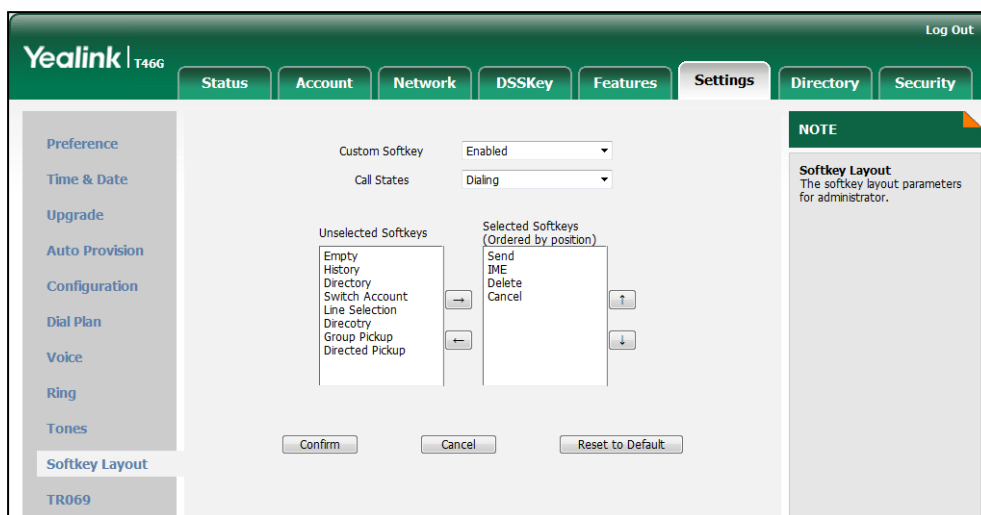 Log Out
Yealink T46G
Status Account Network DSSKey Features Settings Directory Security
Preference
Time & Date
Upgrade
Auto Provision
Configuration
Dial Plan
Voice
Ring
Tones
Softkey Layout
TR069
Custom Softkey Enabled
Call States Dialing
Unselected Softkeys
Empty
History
Directory
Switch Account
Line Selection
Direcotry
Group Pickup
Directed Pickup
→
←
Selected Softkeys
(Ordered by position)
Send
IME
Delete
Cancel
↑
↓
Confirm Cancel Reset to Default
NOTE
Softkey Layout
The softkey layout parameters
for administrator.